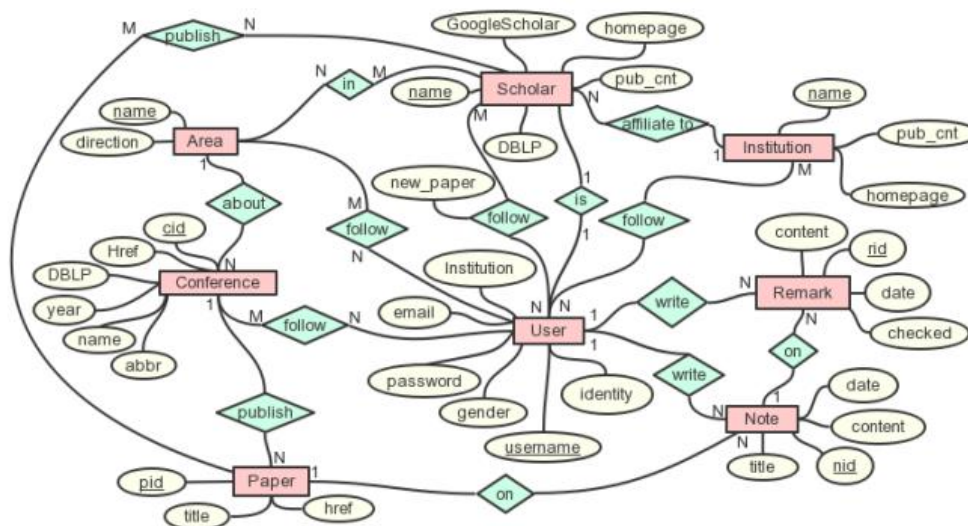 M
publish
N
GoogleScholar
homepage
N
in
M
Scholar
pub_cnt
name
name
N
name
direction
Area
DBLP
affiliate to
pub_cnt
M
1
Institution
1
new_paper
1
M
homepage
about
M
follow
follow
is
follow
cid
N
1
content
rid
Href
Institution
DBLP
Conference
N
Remark
date
year
1
email
N
N
1
write
N
name
M
follow
N
User
1
on
checked
abbr
password
identity
write
1
date
publish
gender
N
Note
content
username
N
title
nid
N
pid
Paper
1
on
title
href